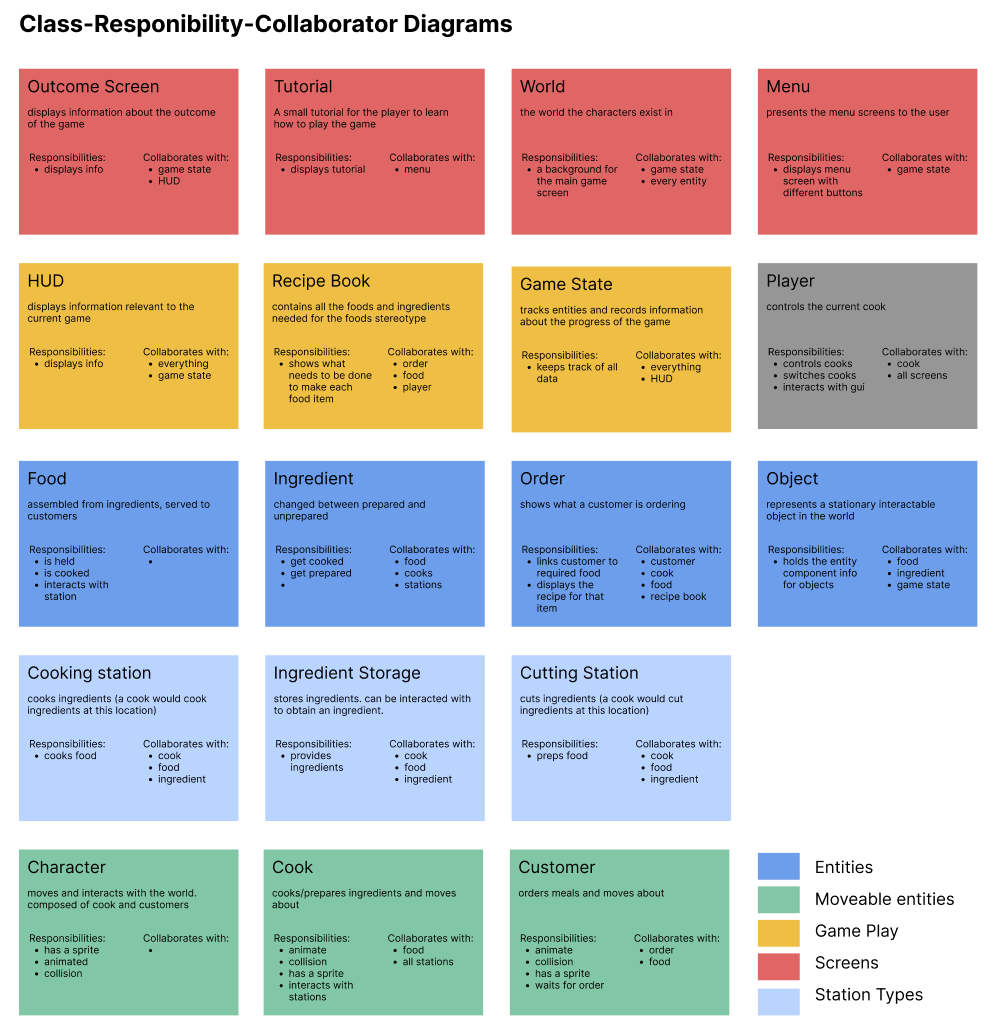 Class-Responibility-Collaborator Diagrams
Outcome Screen
displays information about the outcome
of the game
Responsibilities:
• displays info
Collaborates with:
• game state
• HUD
Tutorial
A small tutorial for the player to learn
how to play the game
Responsibilities:
• displays tutorial
Collaborates with:
• menu
World
the world the characters exist in
Responsibilities:
• a background for
the main game
screen
Collaborates with:
• game state
• every entity
Menu
presents the menu screens to the user
Responsibilities:
• displays menu
screen with
different buttons
Collaborates with:
• game state
HUD
displays information relevant to the
current game
Responsibilities:
• displays info
Collaborates with:
• everything
• game state
Recipe Book
contains all the foods and ingredients
needed for the foods stereotype
Responsibilities:
• shows what
needs to be done
to make each
food item
Collaborates with:
• order
• food
• player
Game State
tracks entities and records information
about the progress of the game
Responsibilities:
• keeps track of all
data
Collaborates with:
• everything
• HUD
Player
controls the current cook
Responsibilities:
• controls cooks
• switches cooks
• interacts with gui
Collaborates with:
• cook
• all screens
Food
assembled from ingredients, served to
customers
Responsibilities:
• is held
• is cooked
• interacts with
station
Collaborates with:
•
Ingredient
changed between prepared and
unprepared
Responsibilities:
• get cooked
• get prepared
•
Collaborates with:
• food
• cooks
• stations
Order
shows what a customer is ordering
Responsibilities:
• links customer to
required food
• displays the
recipe for that
item
Collaborates with:
• customer
• cook
• food
• recipe book
Object
represents a stationary interactable
object in the world
Responsibilities:
• holds the entity
component info
for objects
Collaborates with:
• food
• ingredient
• game state
Cooking station
cooks ingredients (a cook would cook
ingredients at this location)
Responsibilities:
• cooks food
Collaborates with:
• cook
• food
• ingredient
Ingredient Storage
stores ingredients. can be interacted with
to obtain an ingredient.
Responsibilities:
• provides
ingredients
Collaborates with:
• cook
• food
• ingredient
Cutting Station
cuts ingredients (a cook would cut
ingredients at this location)
Responsibilities:
• preps food
Collaborates with:
• cook
• food
• ingredient
Character
moves and interacts with the world.
composed of cook and customers
Responsibilities:
• has a sprite
• animated
• collision
Collaborates with:
•
Cook
cooks/prepares ingredients and moves
about
Responsibilities:
• animate
• collision
• has a sprite
• interacts with
stations
Collaborates with:
• food
• all stations
Customer
orders meals and moves about
Responsibilities:
• animate
• collision
• has a sprite
• waits for order
Collaborates with:
• order
• food
Entities
Moveable entities
Game Play
Screens
Station Types